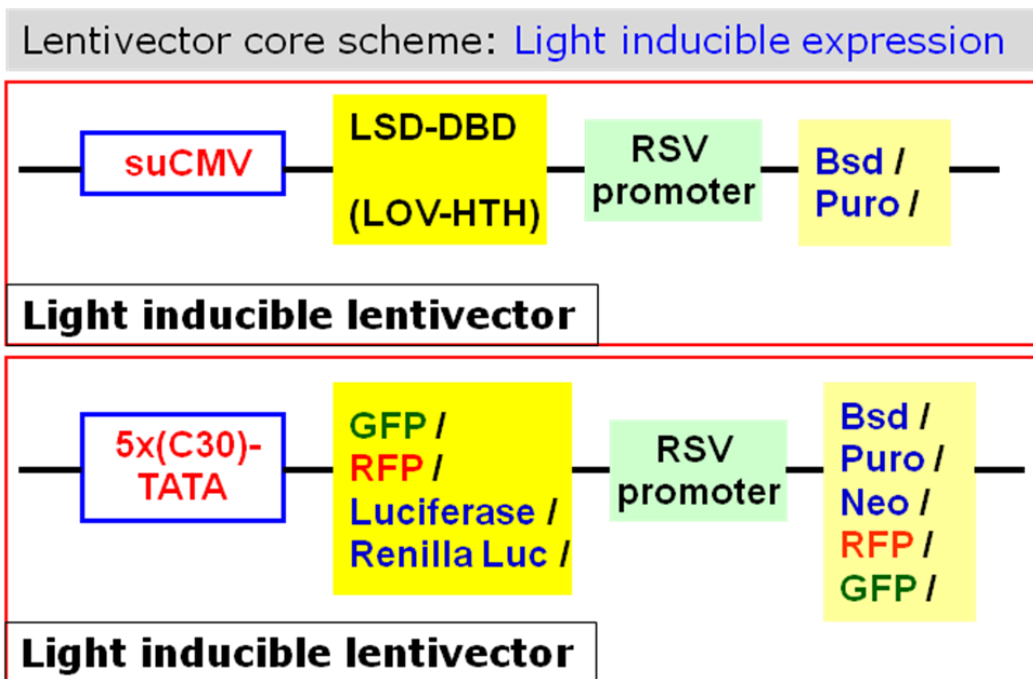 Lentivector core scheme: Light inducible expression
suCMV
LSD-DBD
(LOV-HTH)
RSV
promoter
Bsd /
Puro /
Light inducible lentivector
5x(C30)-
TATA
GFP /
RFP /
Luciferase /
Renilla Luc /
RSV
promoter
Bsd /
Puro /
Neo /
RFP /
GFP /
Light inducible lentivector